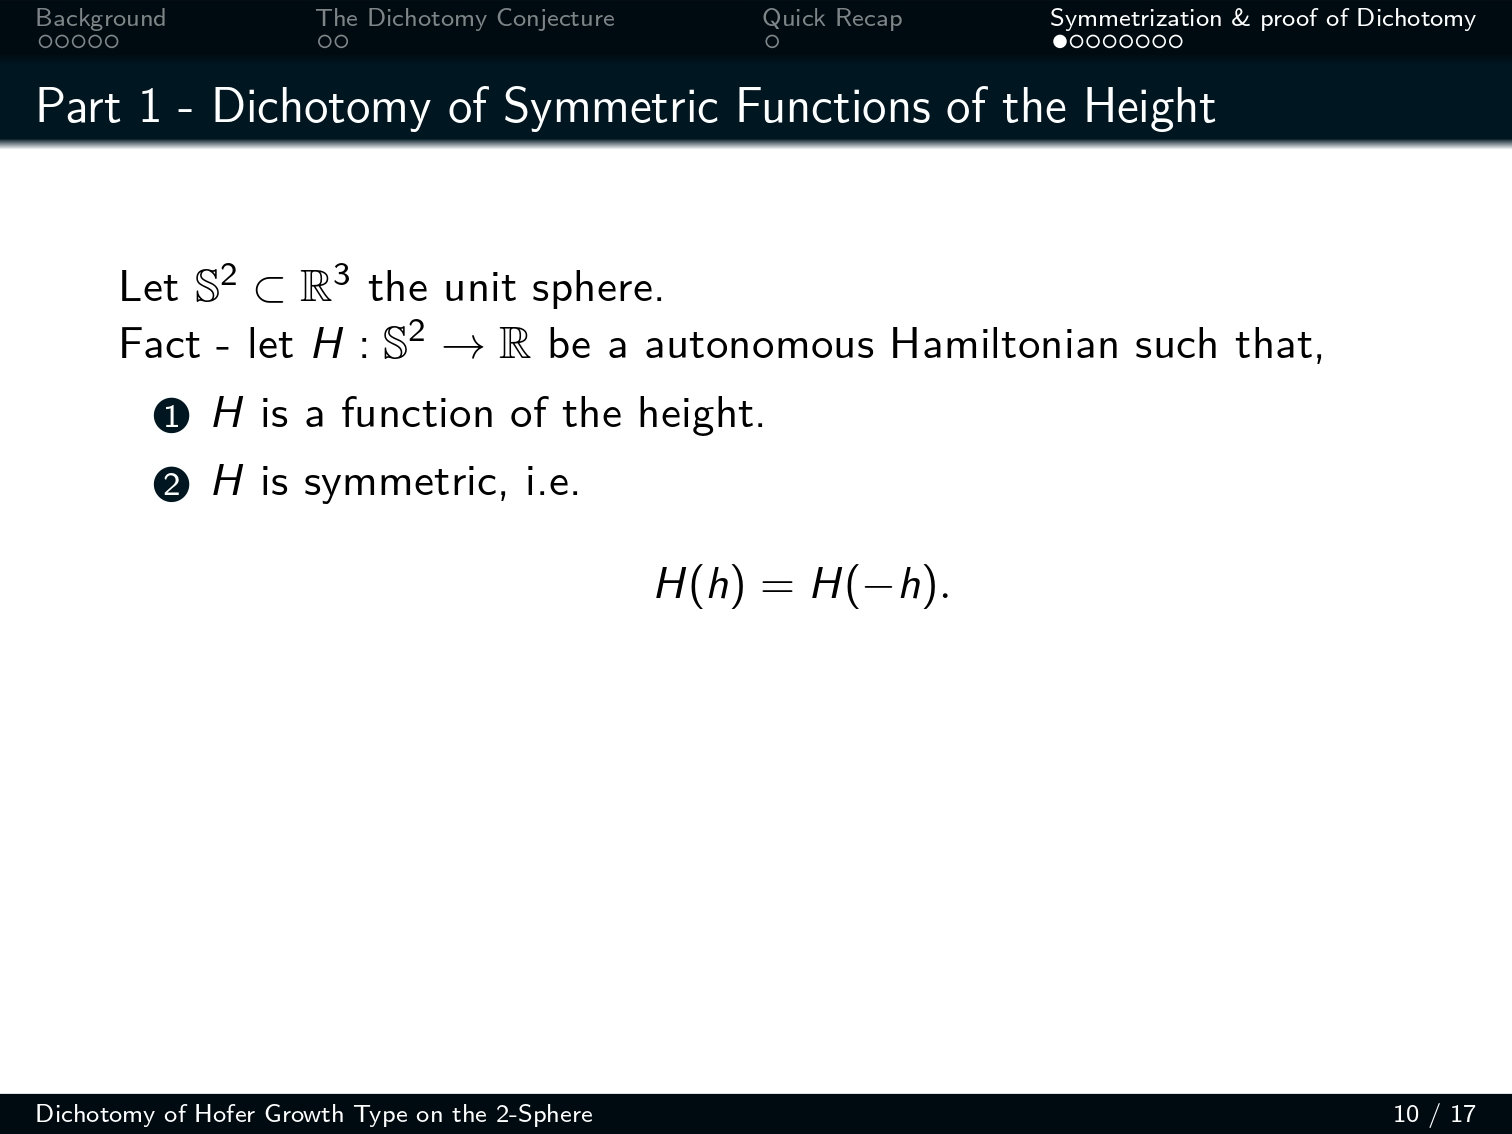 Background The Dichotomy Conjecture Quick Recap Symmetrization & proof of Dichotomy
Part 1 - Dichotomy of Symmetric Functions of the Height
Let 𝕊² ⊂ ℝ³ the unit sphere.
Fact - let H : 𝕊² → ℝ be a autonomous Hamiltonian such that,
1 H is a function of the height.
2 H is symmetric, i.e.
H(h) = H(−h).
Dichotomy of Hofer Growth Type on the 2-Sphere 10 / 17